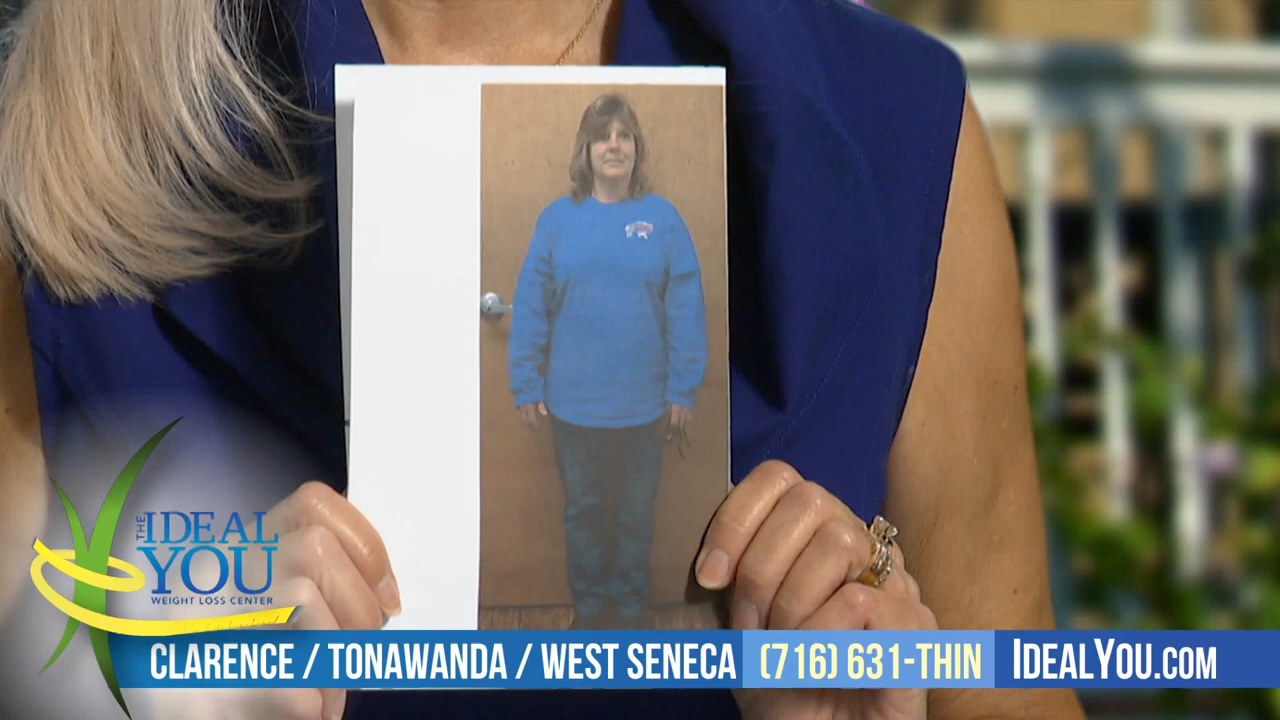 THE
IDEAL
YOU
WEIGHT LOSS CENTER
CLARENCE / TONAWANDA / WEST SENECA (716) 631-THIN IDEALYOU.COM